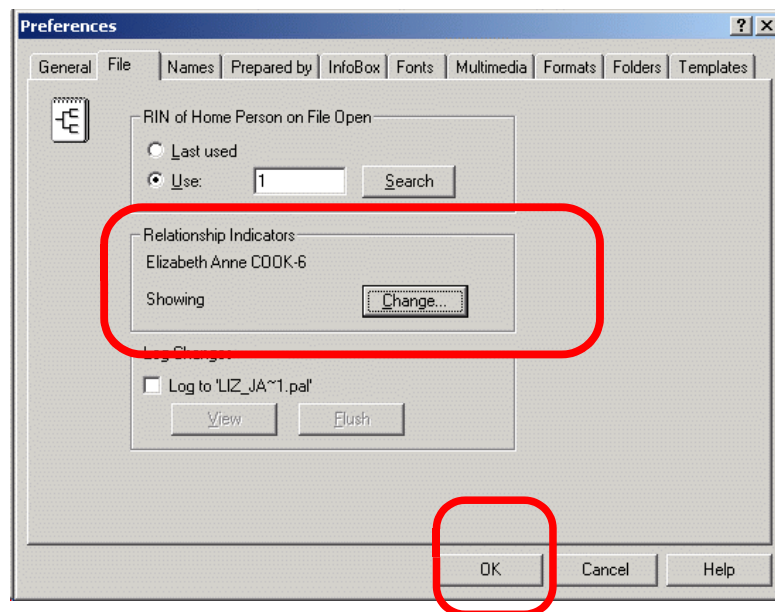 Preferences
General File Names Prepared by InfoBox Fonts Multimedia Formats Folders Templates
RIN of Home Person on File Open
Last used
Use: 1 Search
Relationship Indicators
Elizabeth Anne COOK-6
Showing Change...
Log Changes
Log to 'LIZ_JA~1.pal'
View Flush
OK Cancel Help